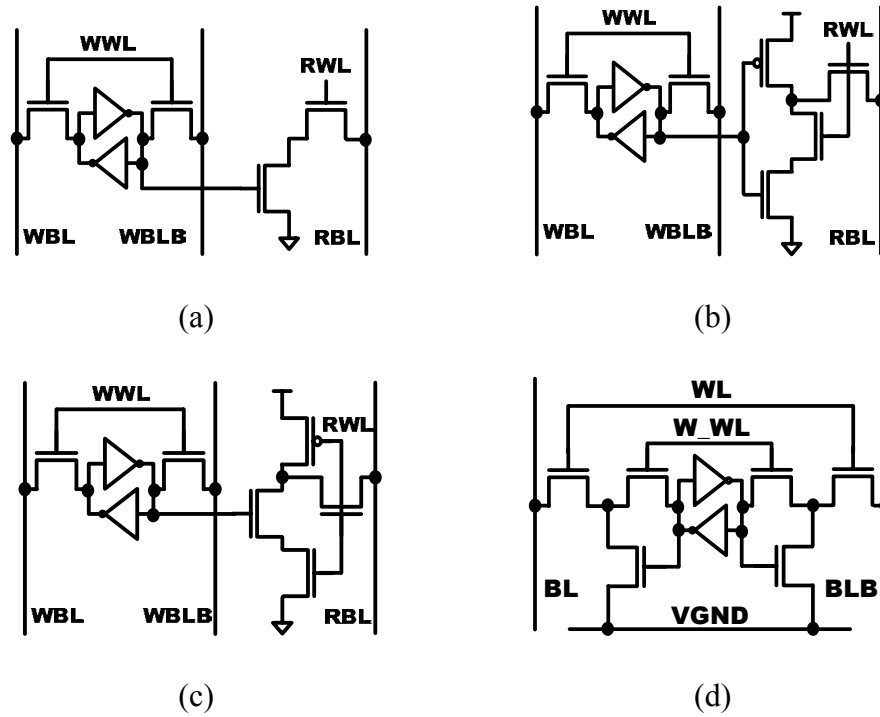 WWL
RWL
WBL
WBLB
RBL
(a)
WWL
RWL
WBL
WBLB
RBL
(b)
WWL
RWL
WBL
WBLB
RBL
(c)
WL
W_WL
BL
BLB
VGND
(d)